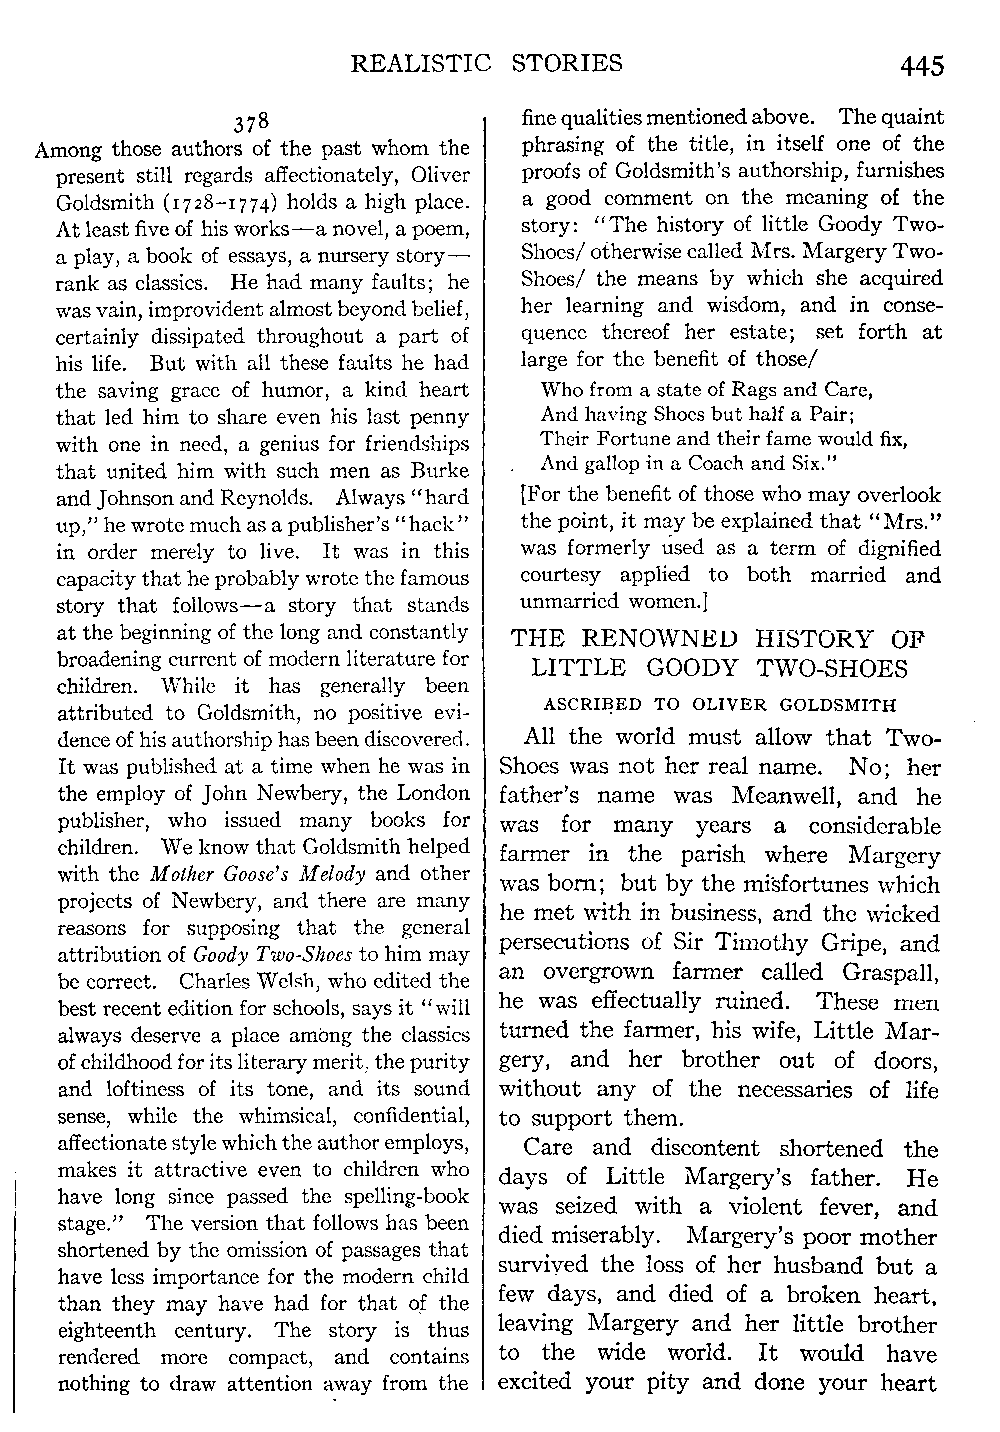 REALISTIC STORIES 445
378
Among those authors of the past whom the
present still regards affectionately, Oliver
Goldsmith (1728–1774) holds a high place.
At least five of his works—a novel, a poem,
a play, a book of essays, a nursery story—
rank as classics. He had many faults; he
was vain, improvident almost beyond belief,
certainly dissipated throughout a part of
his life. But with all these faults he had
the saving grace of humor, a kind heart
that led him to share even his last penny
with one in need, a genius for friendships
that united him with such men as Burke
and Johnson and Reynolds. Always "hard
up," he wrote much as a publisher's "hack"
in order merely to live. It was in this
capacity that he probably wrote the famous
story that follows—a story that stands
at the beginning of the long and constantly
broadening current of modern literature for
children. While it has generally been
attributed to Goldsmith, no positive evi-
dence of his authorship has been discovered.
It was published at a time when he was in
the employ of John Newbery, the London
publisher, who issued many books for
children. We know that Goldsmith helped
with the Mother Goose's Melody and other
projects of Newbery, and there are many
reasons for supposing that the general
attribution of Goody Two-Shoes to him may
be correct. Charles Welsh, who edited the
best recent edition for schools, says it "will
always deserve a place among the classics
of childhood for its literary merit, the purity
and loftiness of its tone, and its sound
sense, while the whimsical, confidential,
affectionate style which the author employs,
makes it attractive even to children who
have long since passed the spelling-book
stage." The version that follows has been
shortened by the omission of passages that
have less importance for the modern child
than they may have had for that of the
eighteenth century. The story is thus
rendered more compact, and contains
nothing to draw attention away from the
fine qualities mentioned above. The quaint
phrasing of the title, in itself one of the
proofs of Goldsmith's authorship, furnishes
a good comment on the meaning of the
story: "The history of little Goody Two-
Shoes/ otherwise called Mrs. Margery Two-
Shoes/ the means by which she acquired
her learning and wisdom, and in conse-
quence thereof her estate; set forth at
large for the benefit of those/
Who from a state of Rags and Care,
And having Shoes but half a Pair;
Their Fortune and their fame would fix,
And gallop in a Coach and Six."
[For the benefit of those who may overlook
the point, it may be explained that "Mrs."
was formerly used as a term of dignified
courtesy applied to both married and
unmarried women.]
THE RENOWNED HISTORY OF
LITTLE GOODY TWO-SHOES
ASCRIBED TO OLIVER GOLDSMITH
All the world must allow that Two-
Shoes was not her real name. No; her
father's name was Meanwell, and he
was for many years a considerable
farmer in the parish where Margery
was born; but by the misfortunes which
he met with in business, and the wicked
persecutions of Sir Timothy Gripe, and
an overgrown farmer called Graspall,
he was effectually ruined. These men
turned the farmer, his wife, Little Mar-
gery, and her brother out of doors,
without any of the necessaries of life
to support them.
Care and discontent shortened the
days of Little Margery's father. He
was seized with a violent fever, and
died miserably. Margery's poor mother
survived the loss of her husband but a
few days, and died of a broken heart,
leaving Margery and her little brother
to the wide world. It would have
excited your pity and done your heart